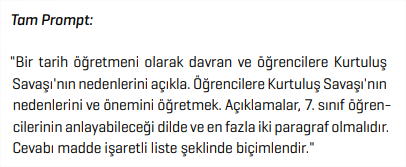 Tam Prompt:
"Bir tarih öğretmeni olarak davran ve öğrencilere Kurtuluş
Savaşı'nın nedenlerini açıkla. Öğrencilere Kurtuluş Savaşı'nın
nedenlerini ve önemini öğretmek. Açıklamalar, 7. sınıf öğren-
cilerinin anlayabileceği dilde ve en fazla iki paragraf olmalıdır.
Cevabı madde işaretli liste şeklinde biçimlendir."